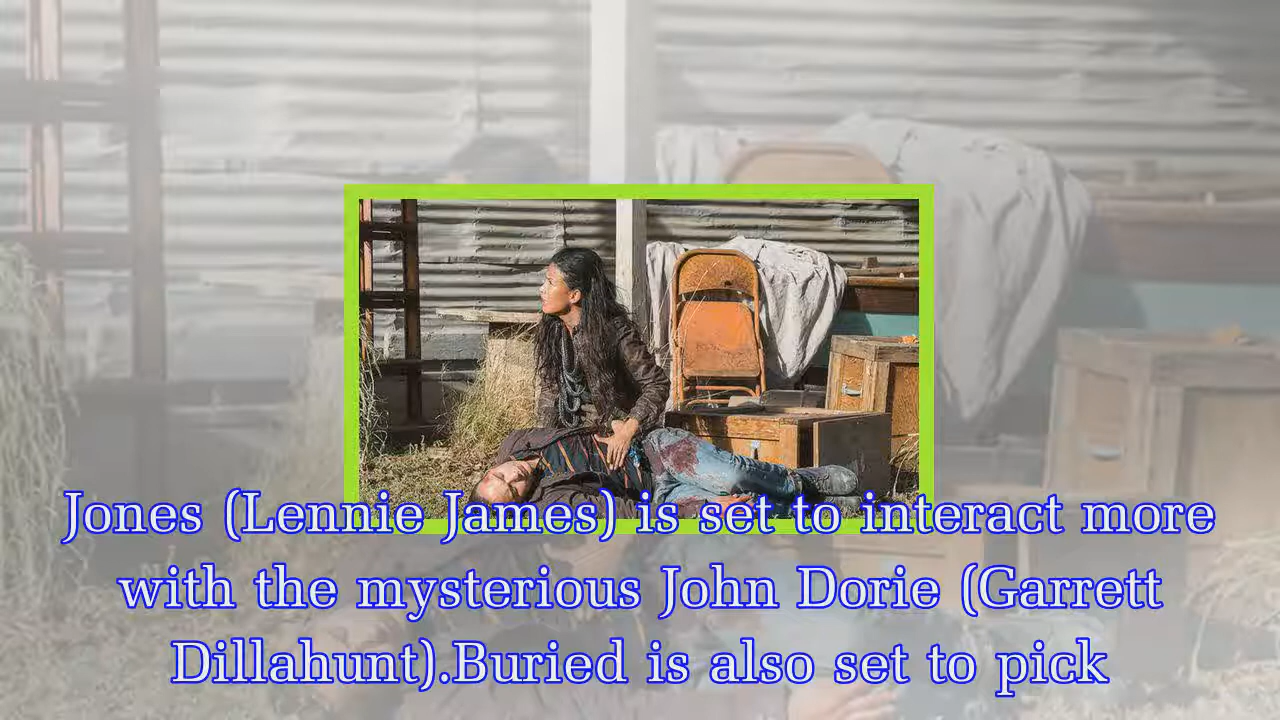 Jones (Lennie James) is set to interact more
with the mysterious John Dorie (Garrett
Dillahunt).Buried is also set to pick